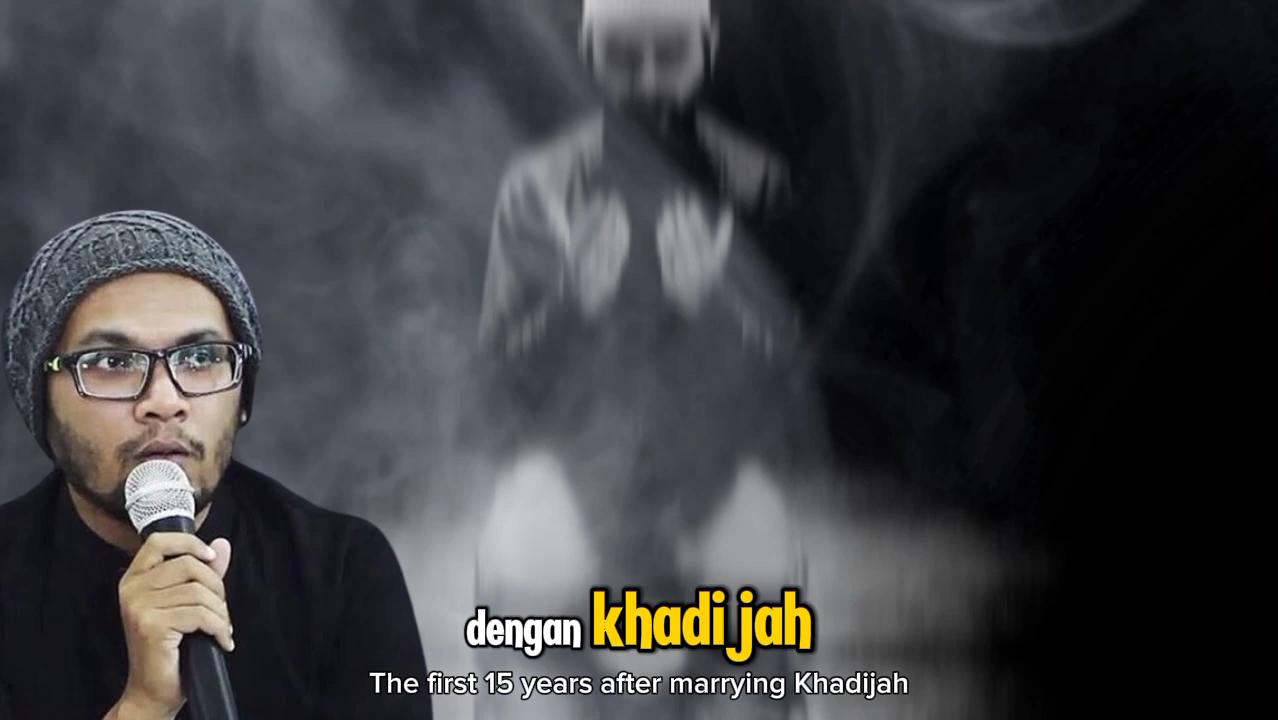 dengan khadijah
The first 15 years after marrying Khadijah